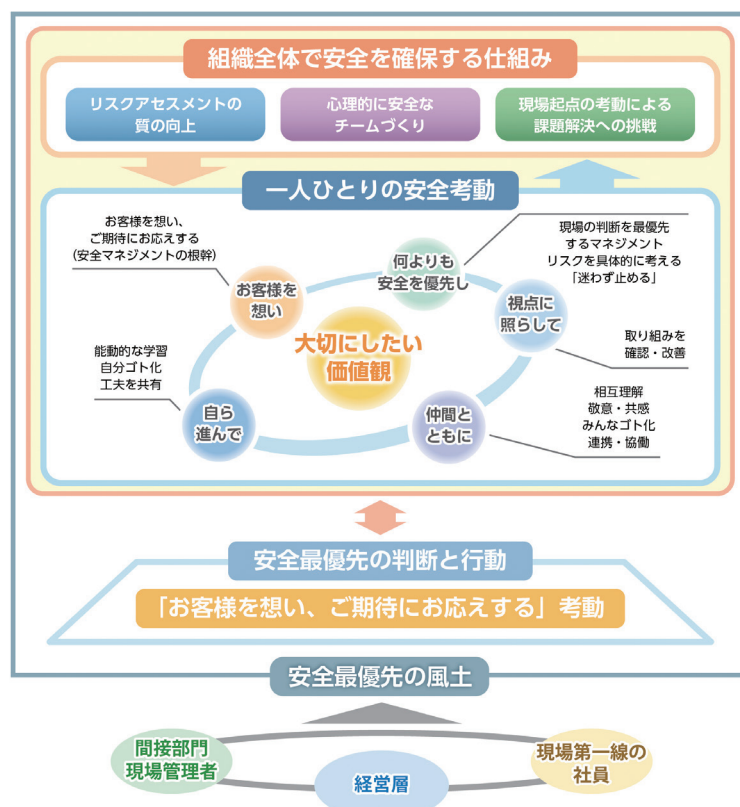 組織全体で安全を確保する仕組み
リスクアセスメントの
質の向上
心理的に安全な
チームづくり
現場起点の考動による
課題解決への挑戦
一人ひとりの安全考動
お客様を想い、
ご期待にお応えする
(安全マネジメントの根幹)
お客様を
想い
何よりも
安全を優先し
現場の判断を最優先
するマネジメント
リスクを具体的に考える
「迷わず止める」
視点に
照らして
取り組みを
確認・改善
大切にしたい
価値観
能動的な学習
自分ゴト化
工夫を共有
自ら
進んで
仲間と
ともに
相互理解
敬意・共感
みんなゴト化
連携・協働
安全最優先の判断と行動
「お客様を想い、ご期待にお応えする」考動
安全最優先の風土
間接部門
現場管理者
経営層
現場第一線の
社員